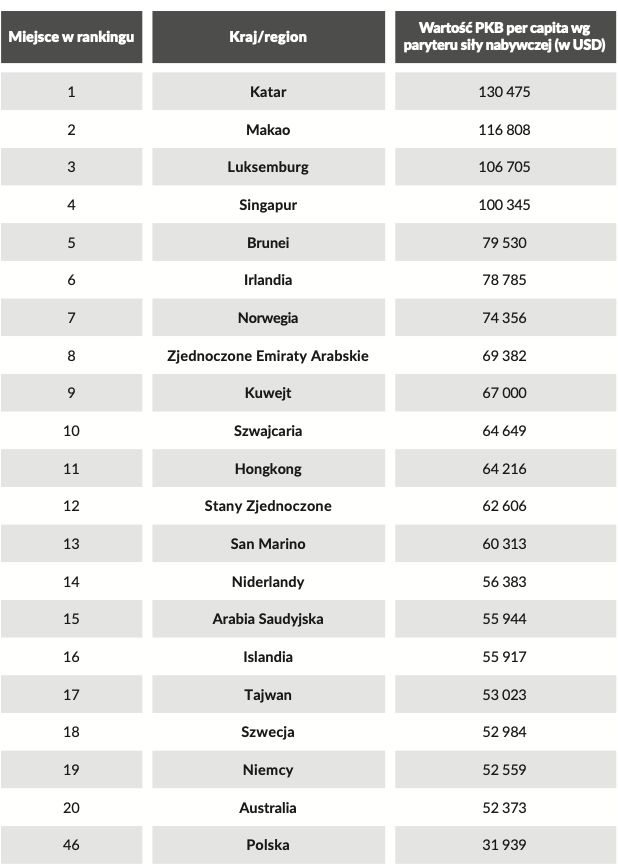 Miejsce w rankingu Kraj/region Wartość PKB per capita wg
paryteru siły nabywczej (w USD)
1 Katar 130 475
2 Makao 116 808
3 Luksemburg 106 705
4 Singapur 100 345
5 Brunei 79 530
6 Irlandia 78 785
7 Norwegia 74 356
8 Zjednoczone Emiraty Arabskie 69 382
9 Kuwejt 67 000
10 Szwajcaria 64 649
11 Hongkong 64 216
12 Stany Zjednoczone 62 606
13 San Marino 60 313
14 Niderlandy 56 383
15 Arabia Saudyjska 55 944
16 Islandia 55 917
17 Tajwan 53 023
18 Szwecja 52 984
19 Niemcy 52 559
20 Australia 52 373
46 Polska 31 939